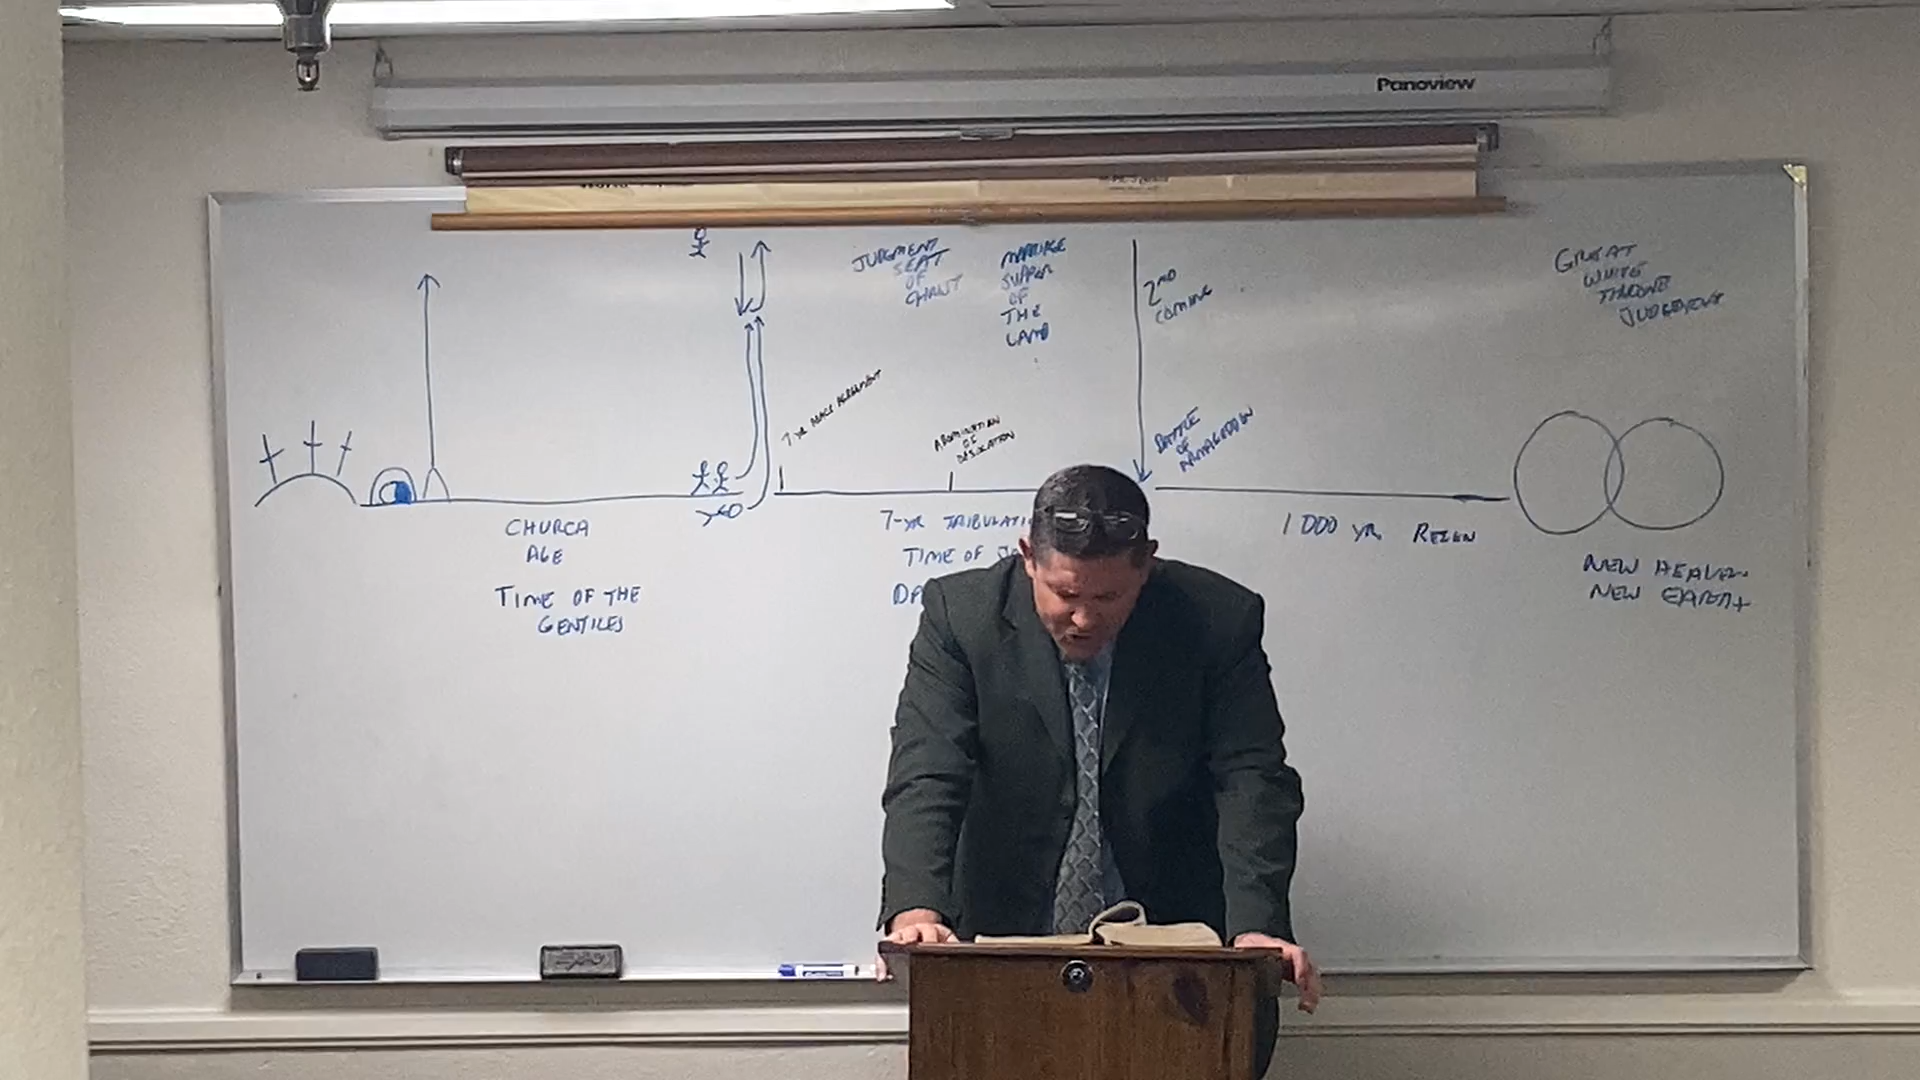 Panoview
JUDGMENT
SEAT
OF
CHRIST
MARRIAGE
SUPPER
OF
THE
LAMB
2ND
COMING
GREAT
WHITE
THRONE
JUDGEMENT
7-YR PEACE AGREEMENT
ABOMINATION
OF
DESOLATION
BATTLE
OF
ARMAGEDDON
CHURCH
AGE
TIME OF THE
GENTILES
7-YR TRIBULATI
TIME OF
1000 YR. REIGN
NEW HEAVEN
NEW EARTH
EXPO